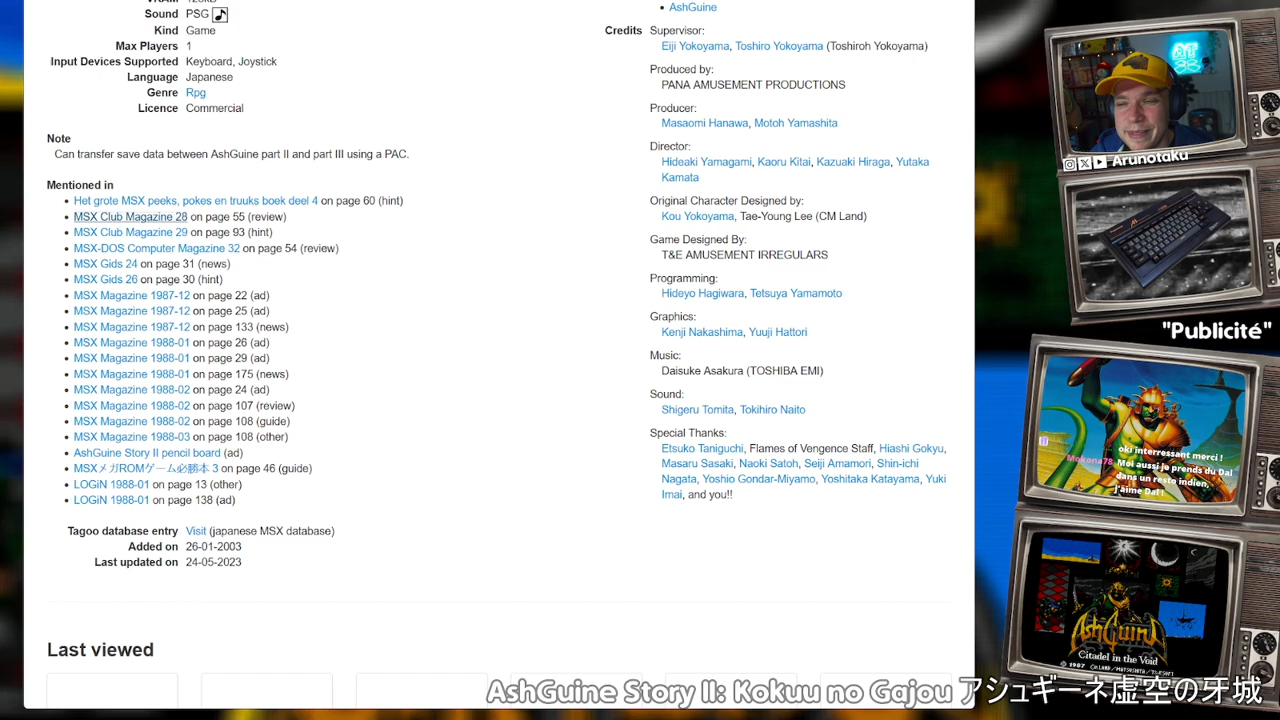 Sound PSG
Kind Game
Max Players 1
Input Devices Supported Keyboard, Joystick
Language Japanese
Genre Rpg
Licence Commercial
Note
Can transfer save data between AshGuine part II and part III using a PAC.
Mentioned in
Het grote MSX peeks, pokes en truuks boek deel 4 on page 60 (hint)
MSX Club Magazine 28 on page 55 (review)
MSX Club Magazine 29 on page 93 (hint)
MSX-DOS Computer Magazine 32 on page 54 (review)
MSX Gids 24 on page 31 (news)
MSX Gids 26 on page 30 (hint)
MSX Magazine 1987-12 on page 22 (ad)
MSX Magazine 1987-12 on page 25 (ad)
MSX Magazine 1987-12 on page 133 (news)
MSX Magazine 1988-01 on page 26 (ad)
MSX Magazine 1988-01 on page 29 (ad)
MSX Magazine 1988-01 on page 175 (news)
MSX Magazine 1988-02 on page 24 (ad)
MSX Magazine 1988-02 on page 107 (review)
MSX Magazine 1988-02 on page 108 (guide)
MSX Magazine 1988-03 on page 108 (other)
AshGuine Story II pencil board (ad)
MSXメガROMゲーム必勝本 3 on page 46 (guide)
LOGiN 1988-01 on page 13 (other)
LOGiN 1988-01 on page 138 (ad)
Tagoo database entry Visit (japanese MSX database)
Added on 26-01-2003
Last updated on 24-05-2023
Last viewed
AshGuine
Credits Supervisor:
Eiji Yokoyama, Toshiro Yokoyama (Toshiroh Yokoyama)
Produced by:
PANA AMUSEMENT PRODUCTIONS
Producer:
Masaomi Hanawa, Motoh Yamashita
Director:
Hideaki Yamagami, Kaoru Kitai, Kazuaki Hiraga, Yutaka
Kamata
Original Character Designed by:
Kou Yokoyama, Tae-Young Lee (CM Land)
Game Designed By:
T&E AMUSEMENT IRREGULARS
Programming:
Hideyo Hagiwara, Tetsuya Yamamoto
Graphics:
Kenji Nakashima, Yuuji Hattori
Music:
Daisuke Asakura (TOSHIBA EMI)
Sound:
Shigeru Tomita, Tokihiro Naito
Special Thanks:
Etsuko Taniguchi, Flames of Vengence Staff, Hiashi Gokyu,
Masaru Sasaki, Naoki Satoh, Seiji Amamori, Shin-ichi
Nagata, Yoshio Gondar-Miyamo, Yoshitaka Katayama, Yuki
Imai, and you!!
Arunotaku
"Publicité"
oki interressant merci !
Mokona78 Moi aussi je prends du Dal
dans un resto indien,
j'aime Dal !
AshGuine
Citadel in the Void
AshGuine Story II: Kokuu no Gajou アシュギーネ虚空の牙城